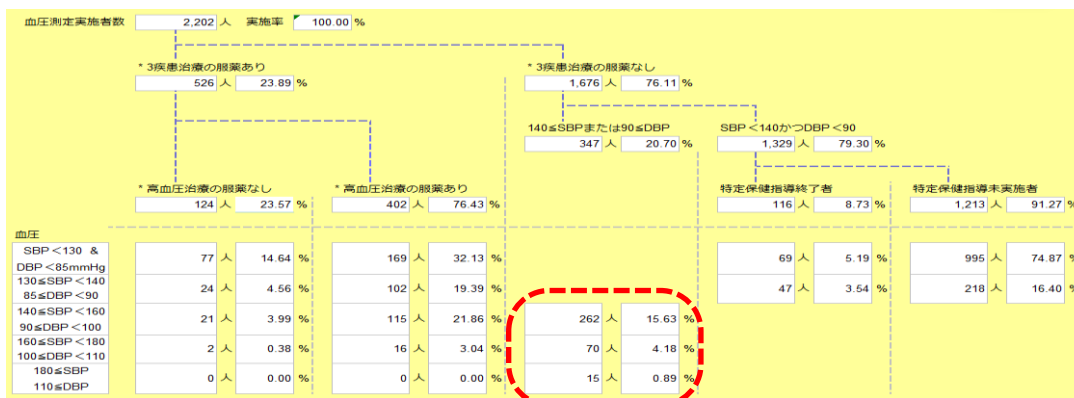 血圧測定実施者数 2,202 人 実施率 100.00 %
* 3疾患治療の服薬あり * 3疾患治療の服薬なし
526 人 23.89 % 1,676 人 76.11 %
140≦SBPまたは90≦DBP SBP<140かつDBP<90
347 人 20.70 % 1,329 人 79.30 %
* 高血圧治療の服薬なし * 高血圧治療の服薬あり 特定保健指導終了者 特定保健指導未実施者
124 人 23.57 % 402 人 76.43 % 116 人 8.73 % 1,213 人 91.27 %
血圧
SBP<130 &
DBP<85mmHg
77 人 14.64 % 169 人 32.13 % 69 人 5.19 % 995 人 74.87 %
130≦SBP<140
85≦DBP<90
24 人 4.56 % 102 人 19.39 % 47 人 3.54 % 218 人 16.40 %
140≦SBP<160
90≦DBP<100
21 人 3.99 % 115 人 21.86 % 262 人 15.63 %
160≦SBP<180
100≦DBP<110
2 人 0.38 % 16 人 3.04 % 70 人 4.18 %
180≦SBP
110≦DBP
0 人 0.00 % 0 人 0.00 % 15 人 0.89 %